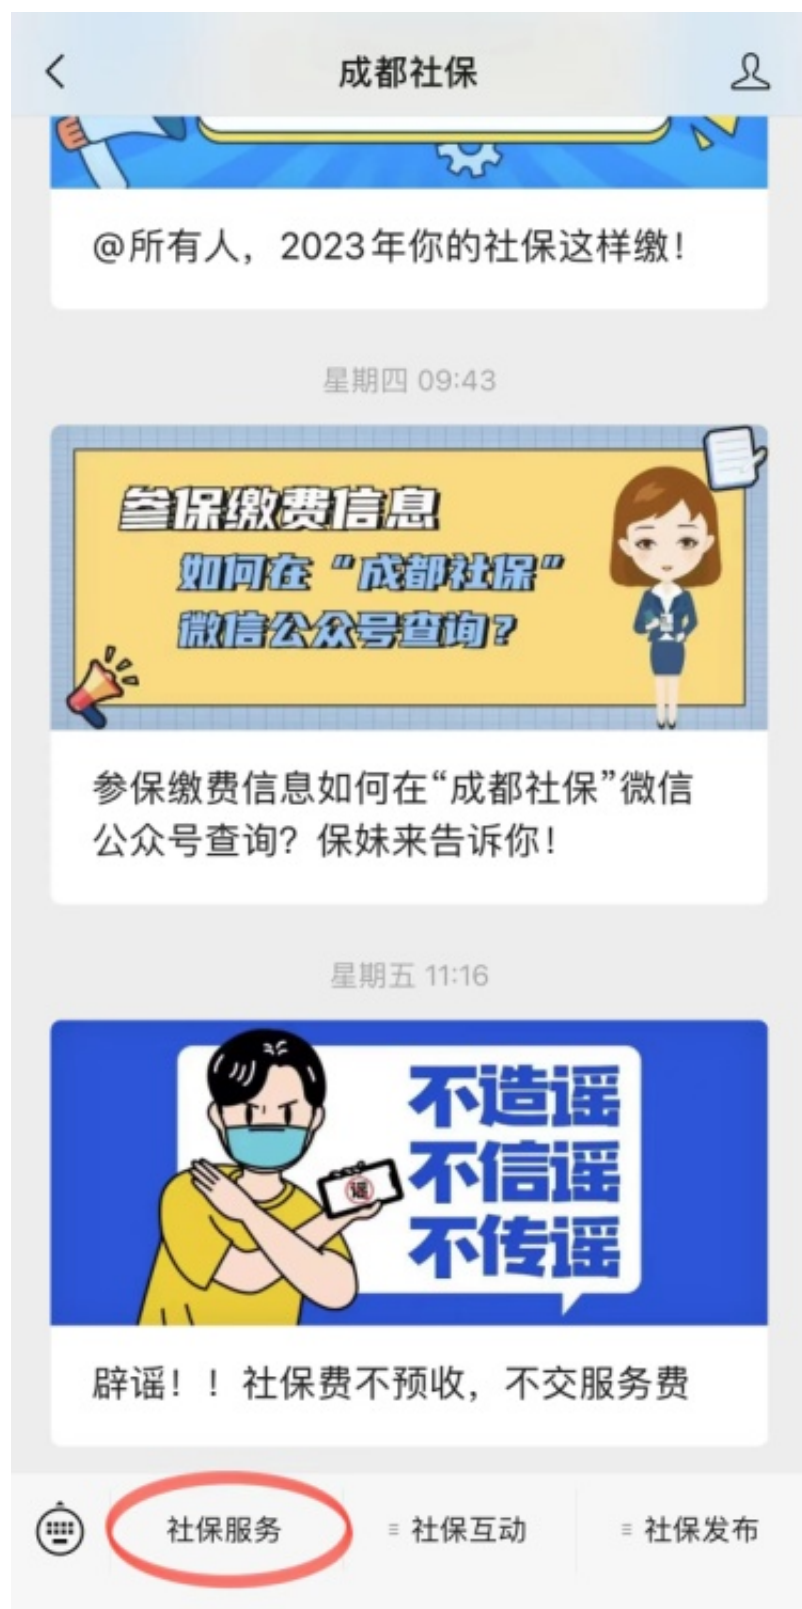 成都社保
@所有人，2023年你的社保这样缴！
星期四 09:43
参保缴费信息
如何在“成都社保”
微信公众号查询？
参保缴费信息如何在“成都社保”微信
公众号查询？保妹来告诉你！
星期五 11:16
不造谣
不信谣
不传谣
谣
辟谣！！社保费不预收，不交服务费
社保服务
社保互动
社保发布